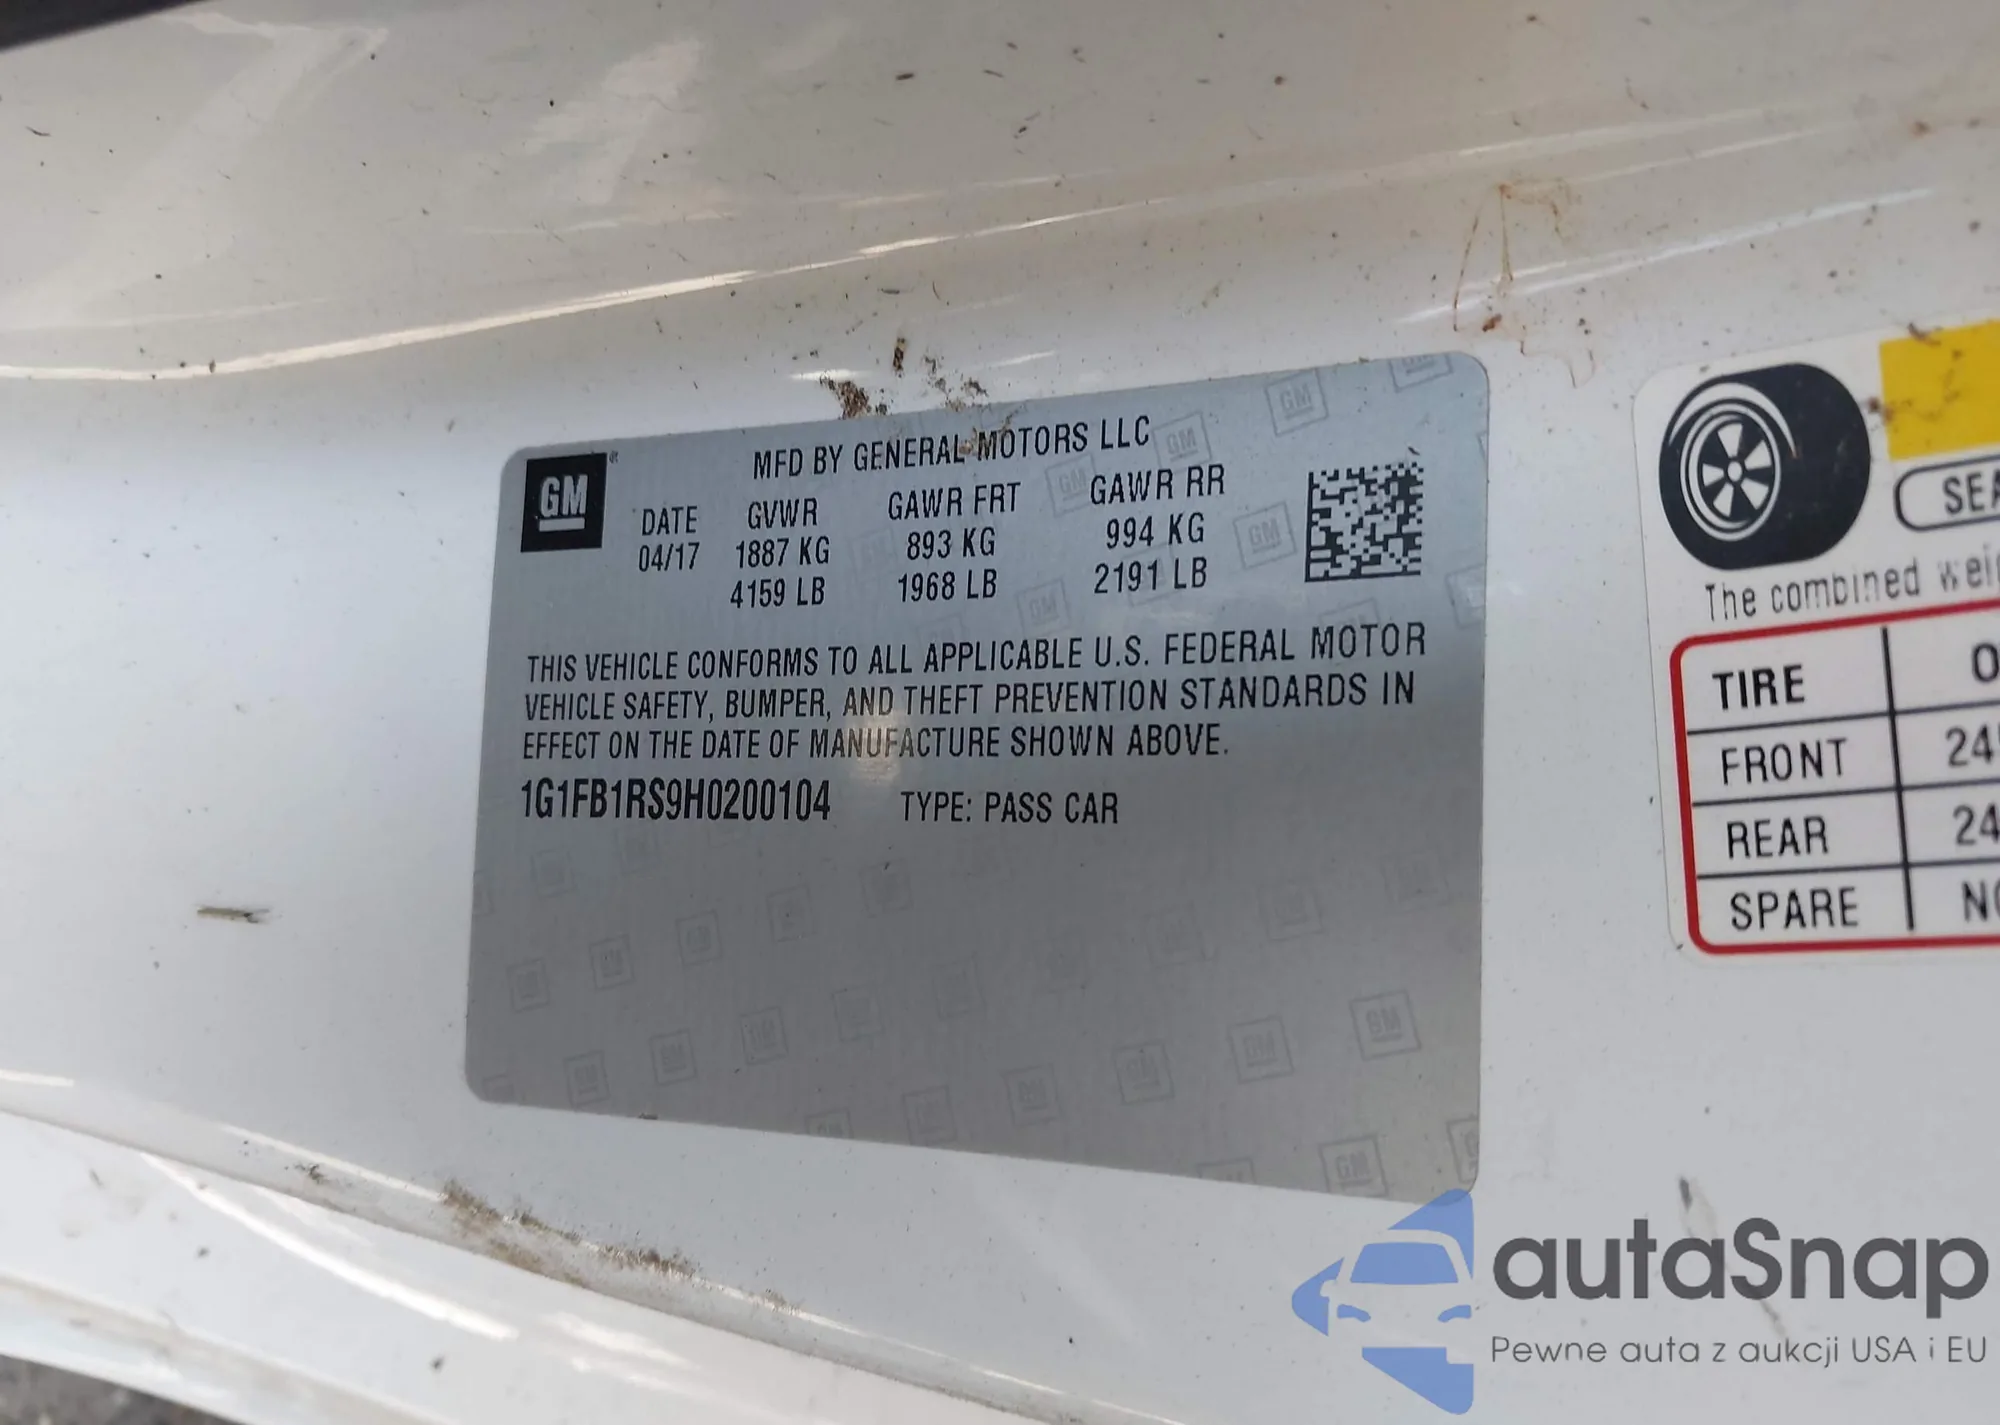 GM
MFD BY GENERAL MOTORS LLC
DATE GVWR GAWR FRT GAWR RR
04/17 1887 KG 893 KG 994 KG
4159 LB 1968 LB 2191 LB
THIS VEHICLE CONFORMS TO ALL APPLICABLE U.S. FEDERAL MOTOR
VEHICLE SAFETY, BUMPER, AND THEFT PREVENTION STANDARDS IN
EFFECT ON THE DATE OF MANUFACTURE SHOWN ABOVE.
1G1FB1RS9H0200104 TYPE: PASS CAR
The combined
TIRE
FRONT 24
REAR 24
SPARE
autaSnap
Pewne auta z aukcji USA i EU